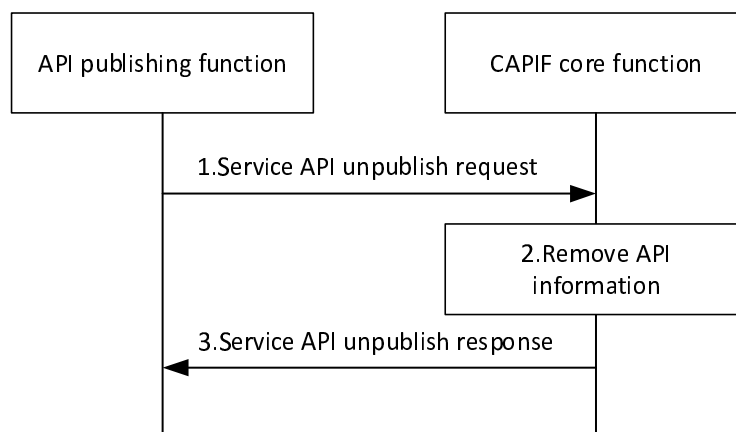 API publishing function
CAPIF core function
1.Service API unpublish request
2.Remove API
information
3.Service API unpublish response